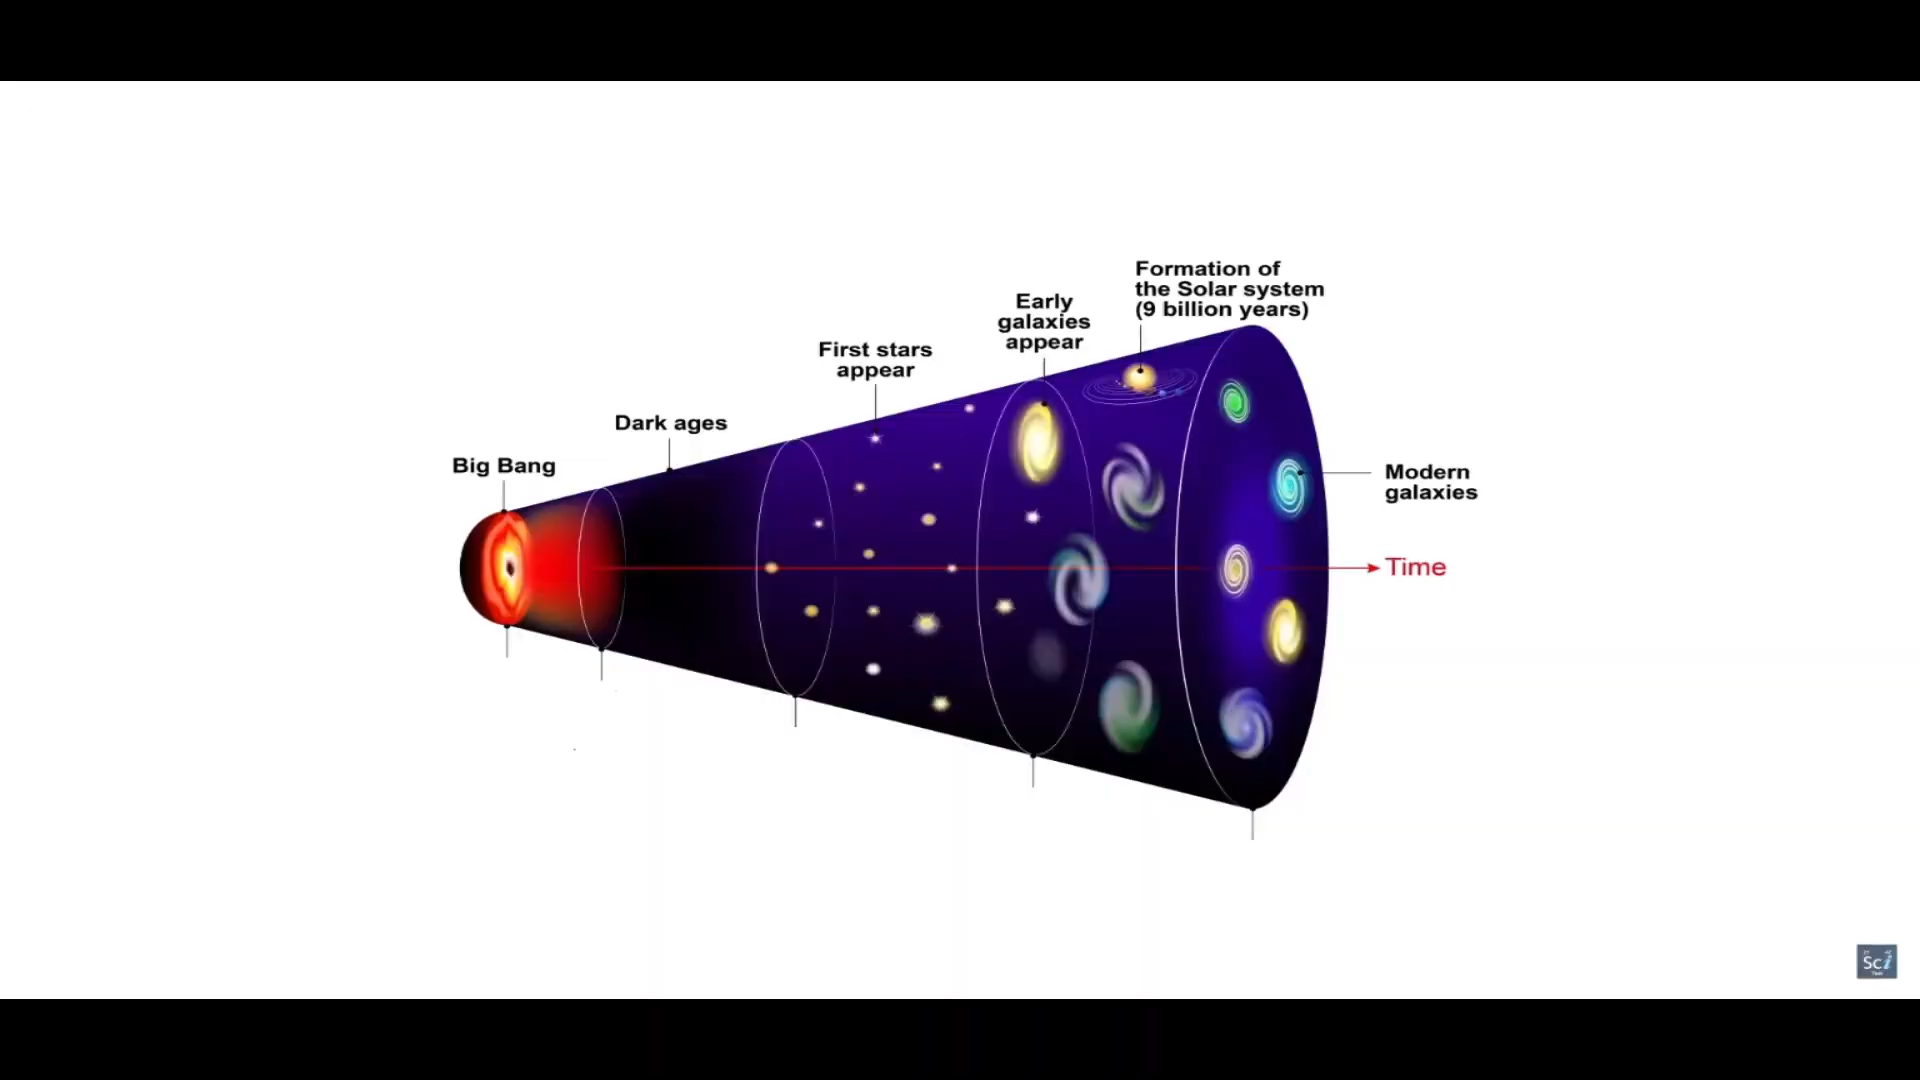 Formation of
the Solar system
(9 billion years)
Early
galaxies
appear
First stars
appear
Dark ages
Big Bang
Modern
galaxies
Time
Sci